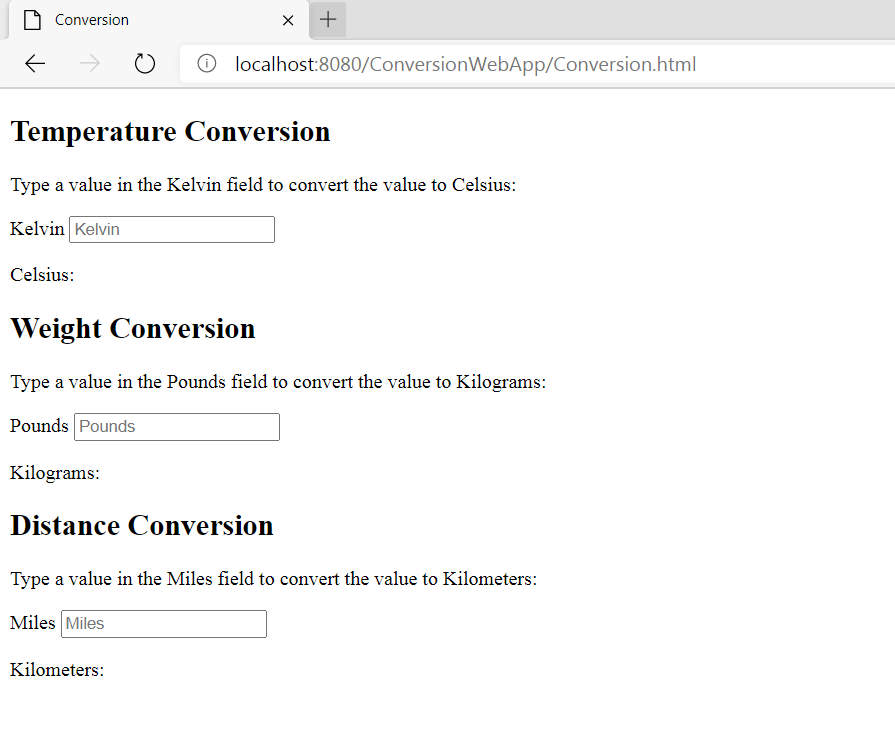 Conversion
localhost:8080/ConversionWebApp/Conversion.html
Temperature Conversion
Type a value in the Kelvin field to convert the value to Celsius:
Kelvin Kelvin
Celsius:
Weight Conversion
Type a value in the Pounds field to convert the value to Kilograms:
Pounds Pounds
Kilograms:
Distance Conversion
Type a value in the Miles field to convert the value to Kilometers:
Miles Miles
Kilometers: